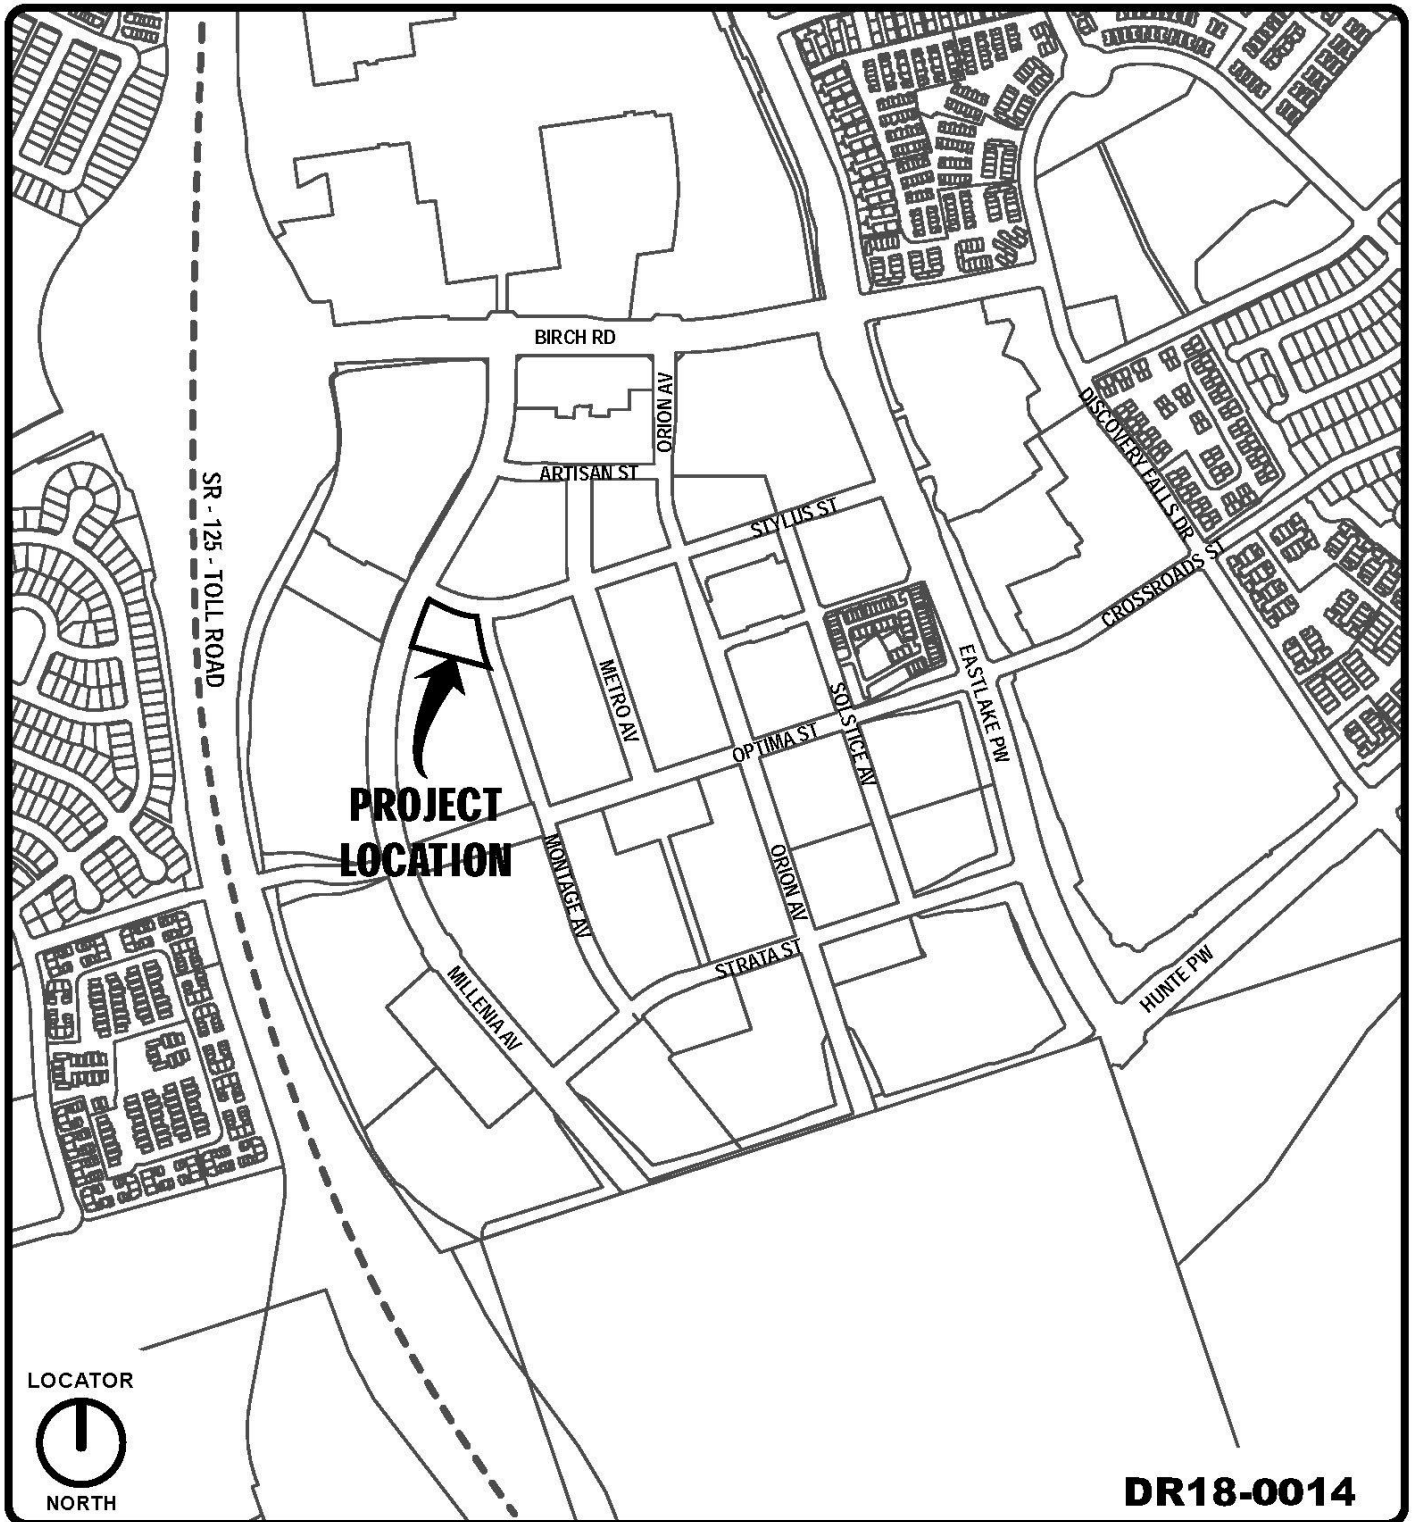 BIRCH RD
ORION AV
ARTISAN ST
STYLUS ST
DISCOVERY FALLS DR
CROSSROADS ST
SR - 125 - TOLL ROAD
METRO AV
SOLSTICE AV
EASTLAKE PW
OPTIMA ST
PROJECT
LOCATION
MONTAGE AV
ORION AV
STRATA ST
MILLENIA AV
HUNTE PW
LOCATOR
NORTH
DR18-0014